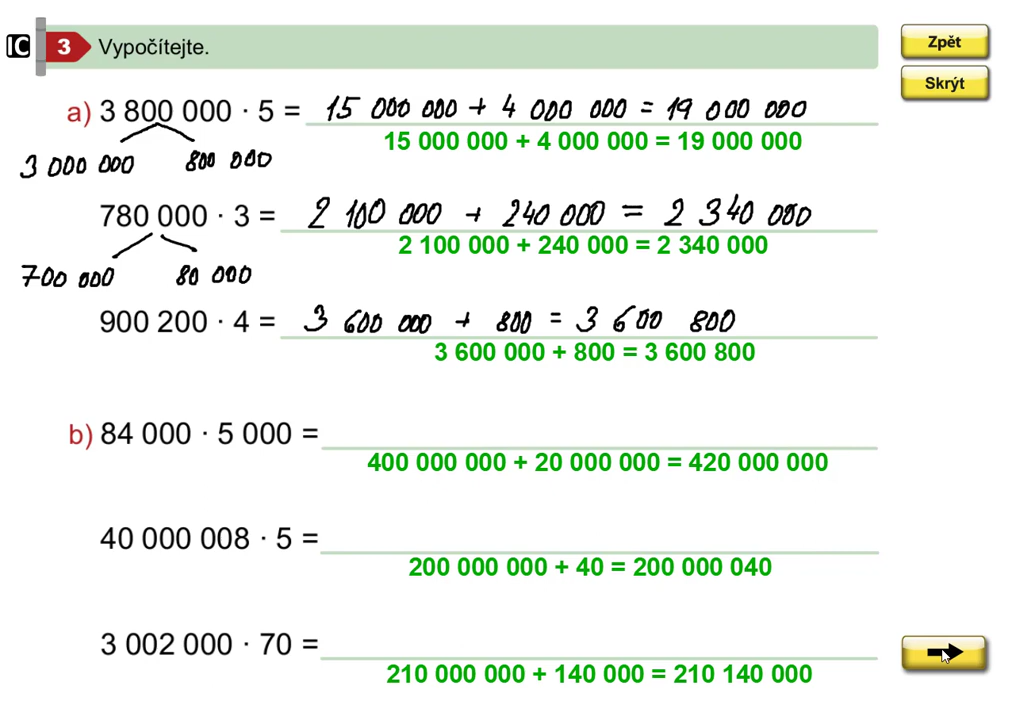 IC 3 Vypočítejte. Zpět
Skrýt
a) 3 800 000 · 5 = 15 000 000 + 4 000 000 = 19 000 000
15 000 000 + 4 000 000 = 19 000 000
3 000 000 800 000
780 000 · 3 = 2 100 000 + 240 000 = 2 340 000
2 100 000 + 240 000 = 2 340 000
700 000 80 000
900 200 · 4 = 3 600 000 + 800 = 3 600 800
3 600 000 + 800 = 3 600 800
b) 84 000 · 5 000 =
400 000 000 + 20 000 000 = 420 000 000
40 000 008 · 5 =
200 000 000 + 40 = 200 000 040
3 002 000 · 70 =
210 000 000 + 140 000 = 210 140 000